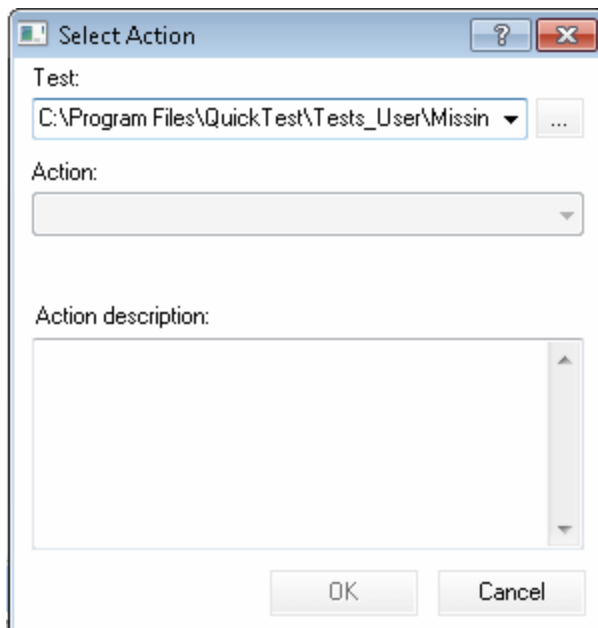 Select Action
Test:
C:\Program Files\QuickTest\Tests_User\Missin
...
Action:
Action description:
OK
Cancel